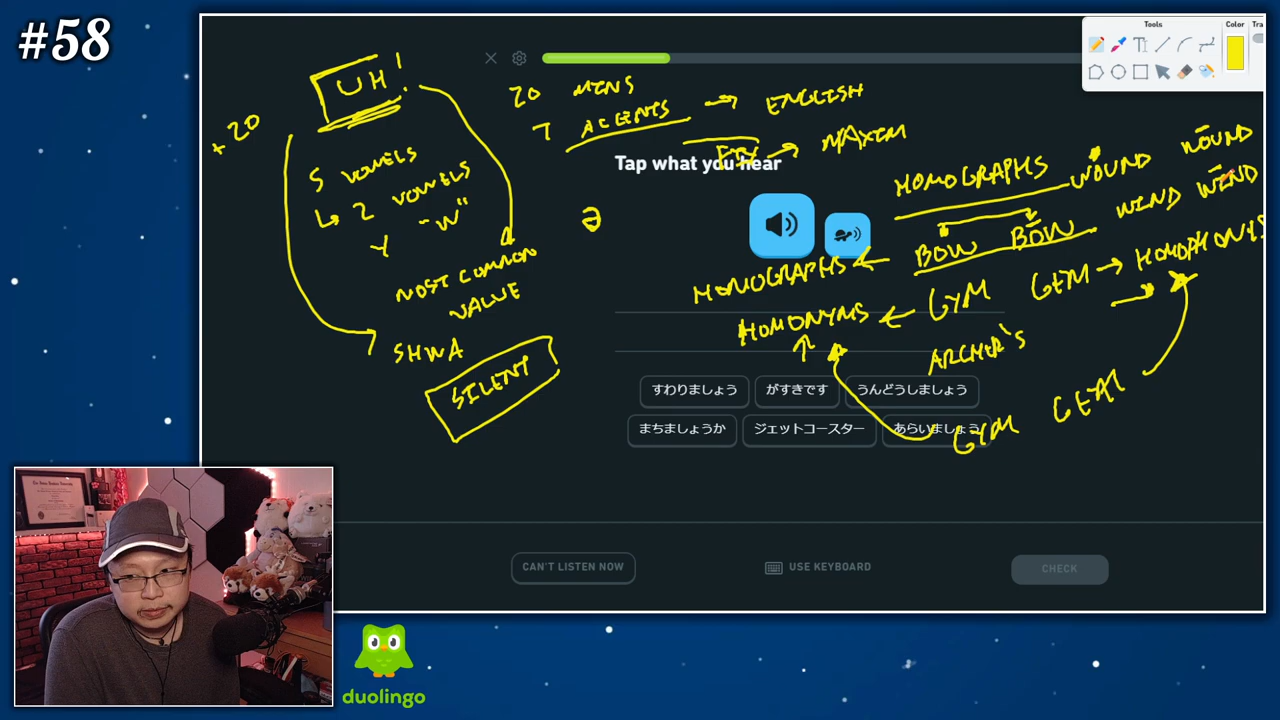 #58
Tools
Color
Tra
UH!
+20
5 VOWELS
↳ 2 VOWELS
Y "W"
MOST COMMON
VALUE
SHWA
SILENT
20 MINS
7 ACCENTS → ENGLISH
→ MAXIM
Tap what you hear
ə
HOMOGRAPHS WOUND WOUND
BOW BOW WIND WIND
HOMOGRAPHS ←
GYM GEM → HOMOPHONYS
HOMONYMS ←
ARCHER'S
GYM
すわりましょう
がすきです
うんどうしましょう
まちましょうか
ジェットコースター
あらいましょう
CAN'T LISTEN NOW
USE KEYBOARD
CHECK
duolingo